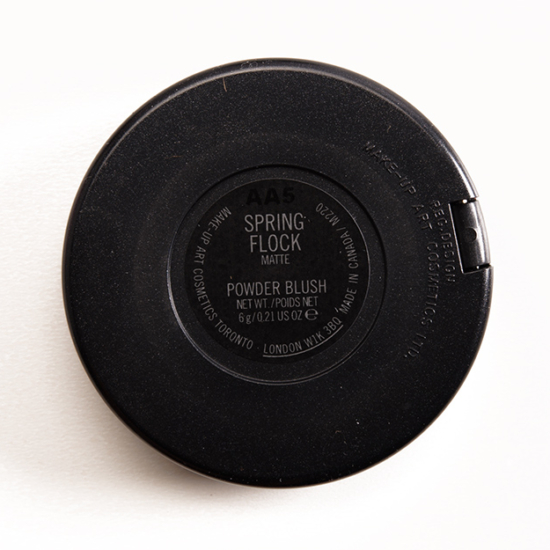 AA5
SPRING
FLOCK
MATTE
POWDER BLUSH
NET WT./POIDS NET
6 g/0.21 US OZ ℮
MAKE-UP ART COSMETICS TORONTO · LONDON W1K 3BQ MADE IN CANADA/ M220
MAKE-UP ART COSMETICS LTD.
REG.DESIGN